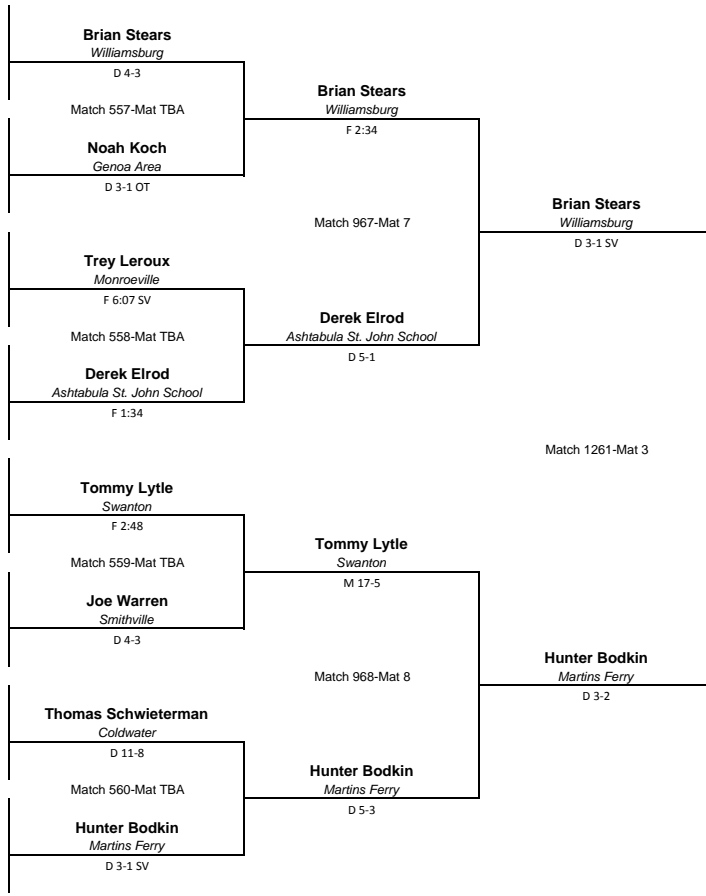 Brian Stears
Williamsburg
D 4-3
Match 557-Mat TBA
Noah Koch
Genoa Area
D 3-1 OT
Trey Leroux
Monroeville
F 6:07 SV
Match 558-Mat TBA
Derek Elrod
Ashtabula St. John School
F 1:34
Tommy Lytle
Swanton
F 2:48
Match 559-Mat TBA
Joe Warren
Smithville
D 4-3
Thomas Schwieterman
Coldwater
D 11-8
Match 560-Mat TBA
Hunter Bodkin
Martins Ferry
D 3-1 SV
Brian Stears
Williamsburg
F 2:34
Match 967-Mat 7
Derek Elrod
Ashtabula St. John School
D 5-1
Tommy Lytle
Swanton
M 17-5
Match 968-Mat 8
Hunter Bodkin
Martins Ferry
D 5-3
Brian Stears
Williamsburg
D 3-1 SV
Match 1261-Mat 3
Hunter Bodkin
Martins Ferry
D 3-2